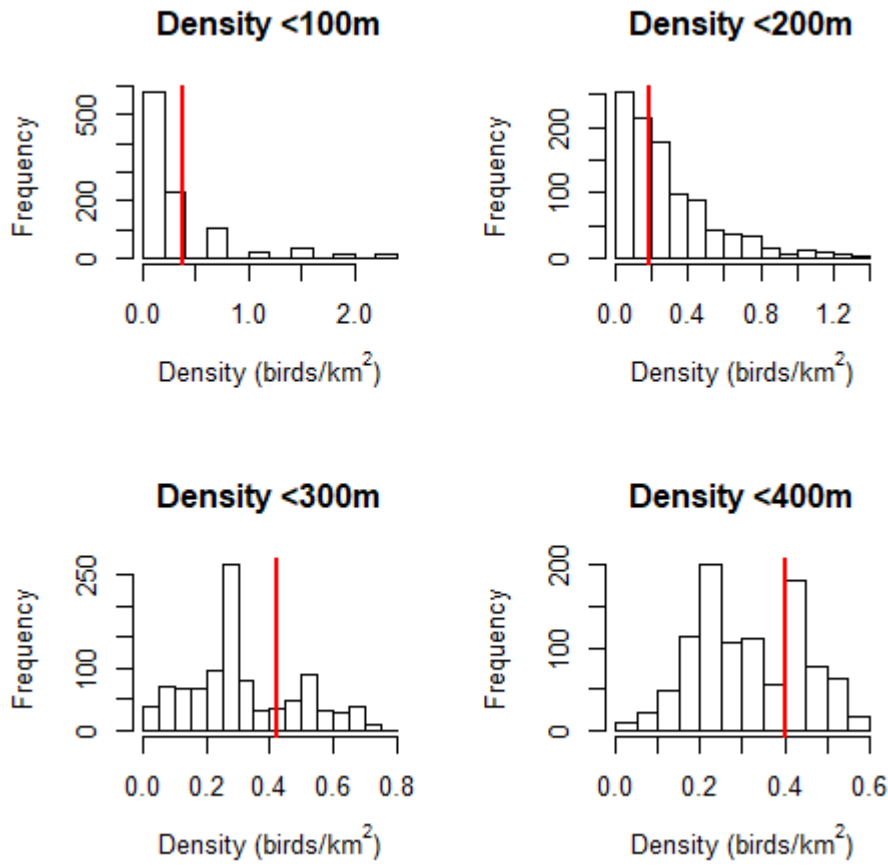 Density <100m
Frequency
0 200 500
0.0 1.0 2.0
Density (birds/km²)
Density <200m
Frequency
0 100 200
0.0 0.4 0.8 1.2
Density (birds/km²)
Density <300m
Frequency
0 100 250
0.0 0.2 0.4 0.6 0.8
Density (birds/km²)
Density <400m
Frequency
0 100 200
0.0 0.2 0.4 0.6
Density (birds/km²)